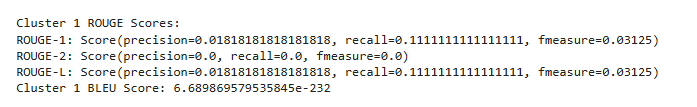 Cluster 1 ROUGE Scores:
ROUGE-1: Score(precision=0.01818181818181818, recall=0.1111111111111111, fmeasure=0.03125)
ROUGE-2: Score(precision=0.0, recall=0.0, fmeasure=0.0)
ROUGE-L: Score(precision=0.01818181818181818, recall=0.1111111111111111, fmeasure=0.03125)
Cluster 1 BLEU Score: 6.689869579535845e-232